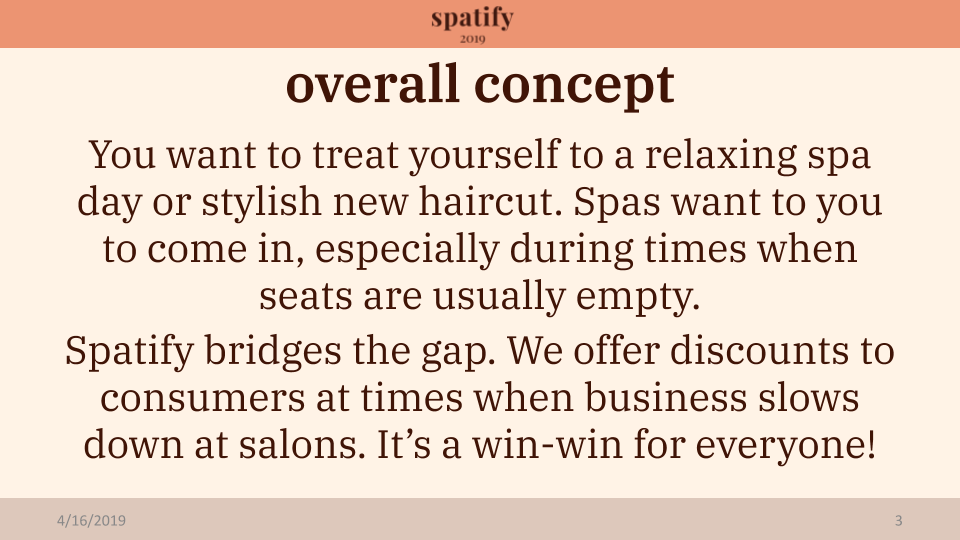 spatify
2019
overall concept
You want to treat yourself to a relaxing spa
day or stylish new haircut. Spas want to you
to come in, especially during times when
seats are usually empty.
Spatify bridges the gap. We offer discounts to
consumers at times when business slows
down at salons. It’s a win-win for everyone!
4/16/2019
3